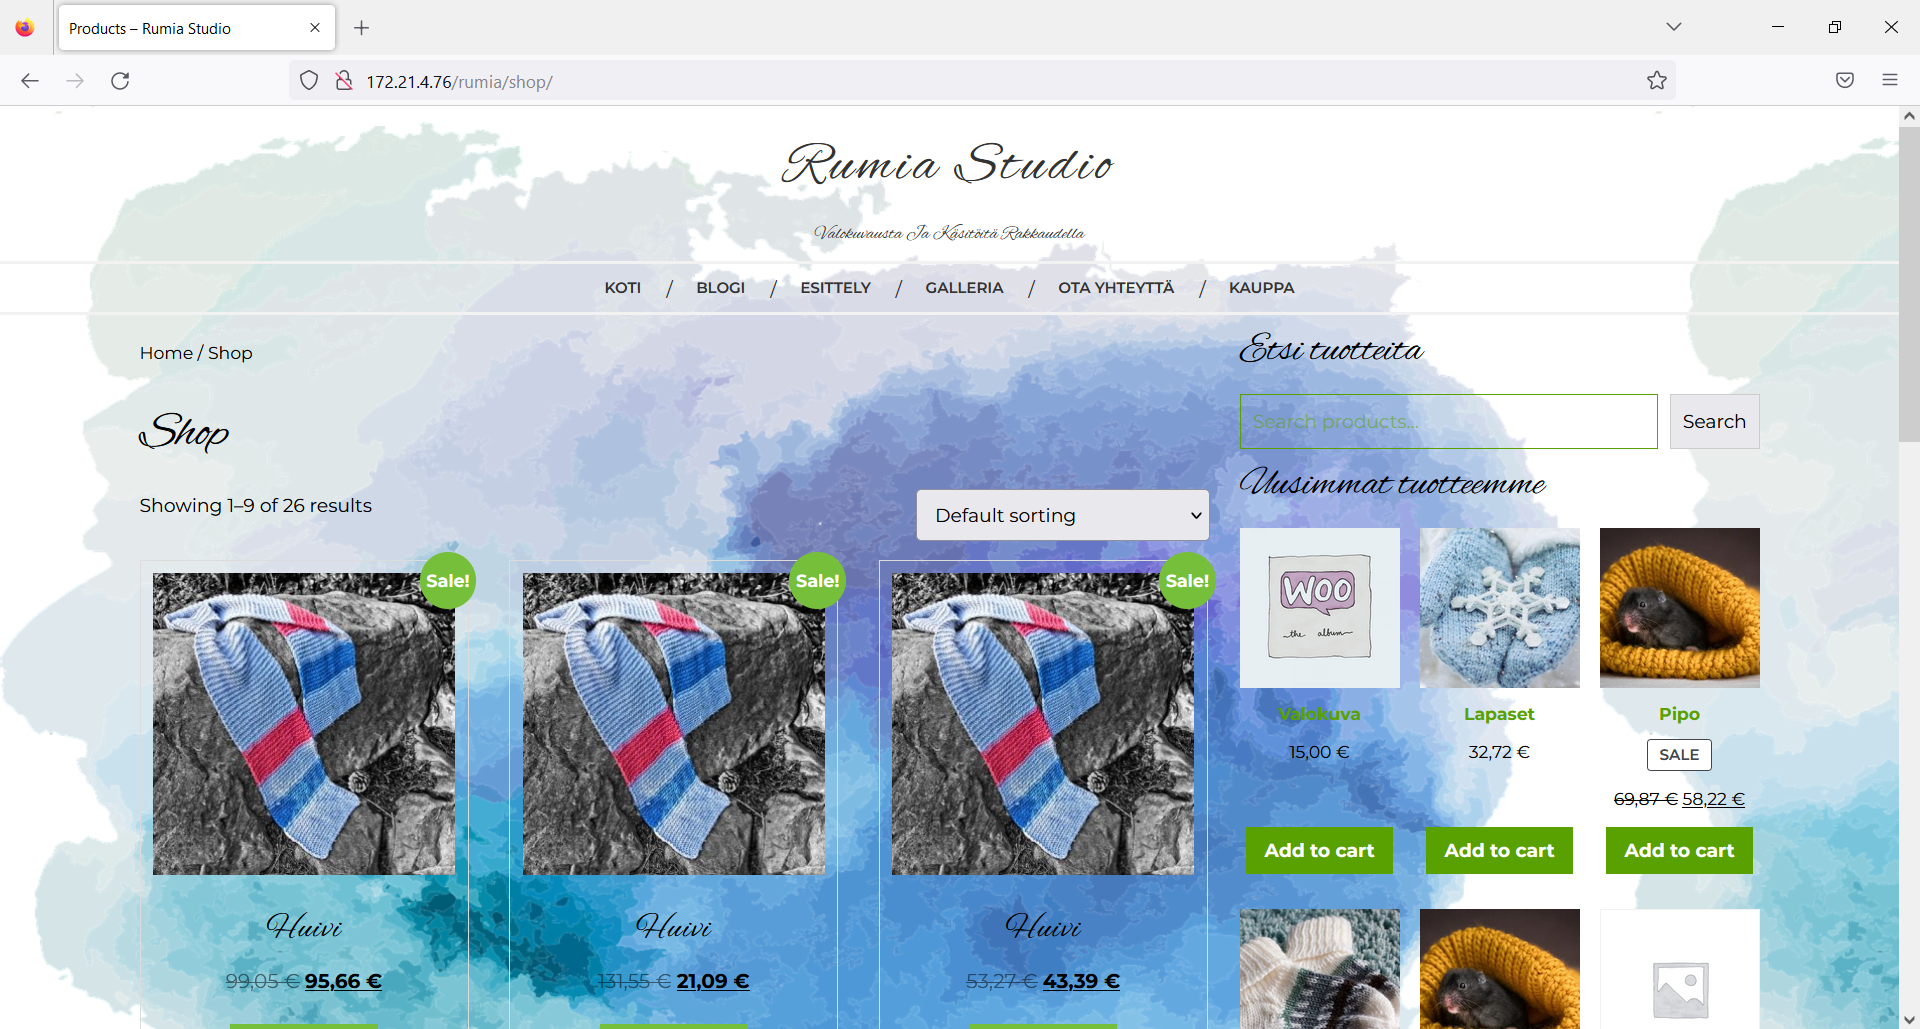 Products – Rumia Studio
172.21.4.76/rumia/shop/
Rumia Studio
Valokuvausta Ja Käsitöitä Rakkaudella
KOTI / BLOGI / ESITTELY / GALLERIA / OTA YHTEYTTÄ / KAUPPA
Home / Shop
Shop
Showing 1–9 of 26 results
Default sorting
Sale!
Huivi
99,05 € 95,66 €
Sale!
Huivi
131,55 € 21,09 €
Sale!
Huivi
53,27 € 43,39 €
Etsi tuotteita
Search products...
Search
Uusimmat tuotteemme
WOO
the album
Valokuva
15,00 €
Add to cart
Lapaset
32,72 €
Add to cart
Pipo
SALE
69,87 € 58,22 €
Add to cart